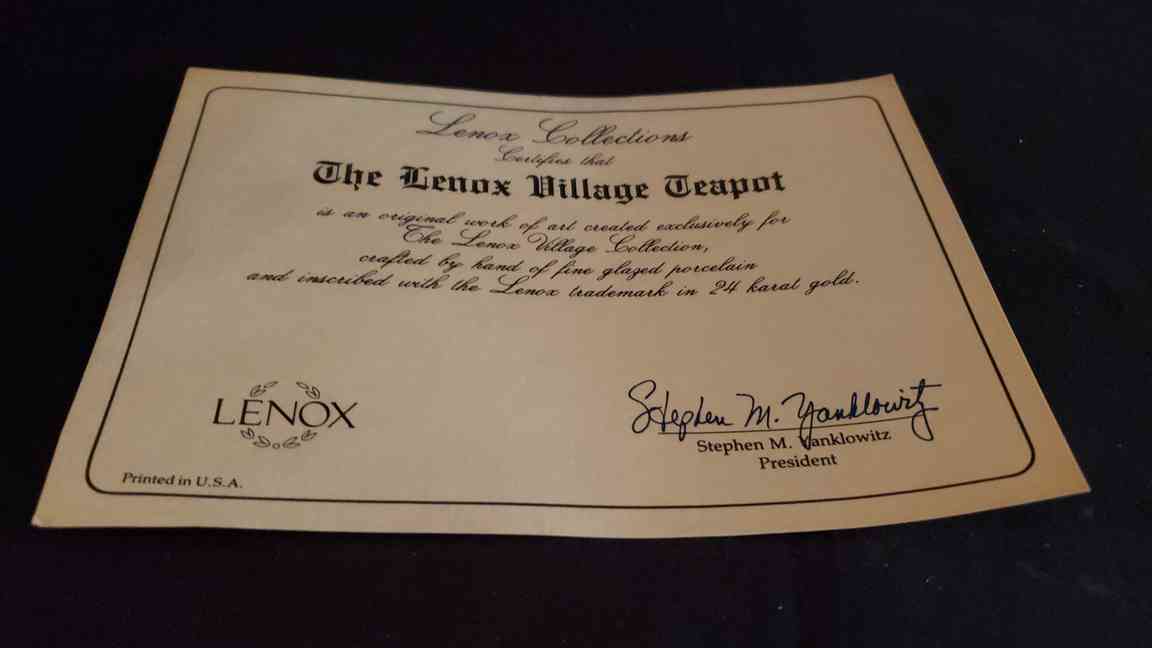 Lenox Collections
Certifies that
The Lenox Village Teapot
is an original work of art created exclusively for
The Lenox Village Collection,
crafted by hand of fine glazed porcelain
and inscribed with the Lenox trademark in 24 karat gold.
LENOX
Stephen M. Yanklowitz
Stephen M. Yanklowitz
President
Printed in U.S.A.